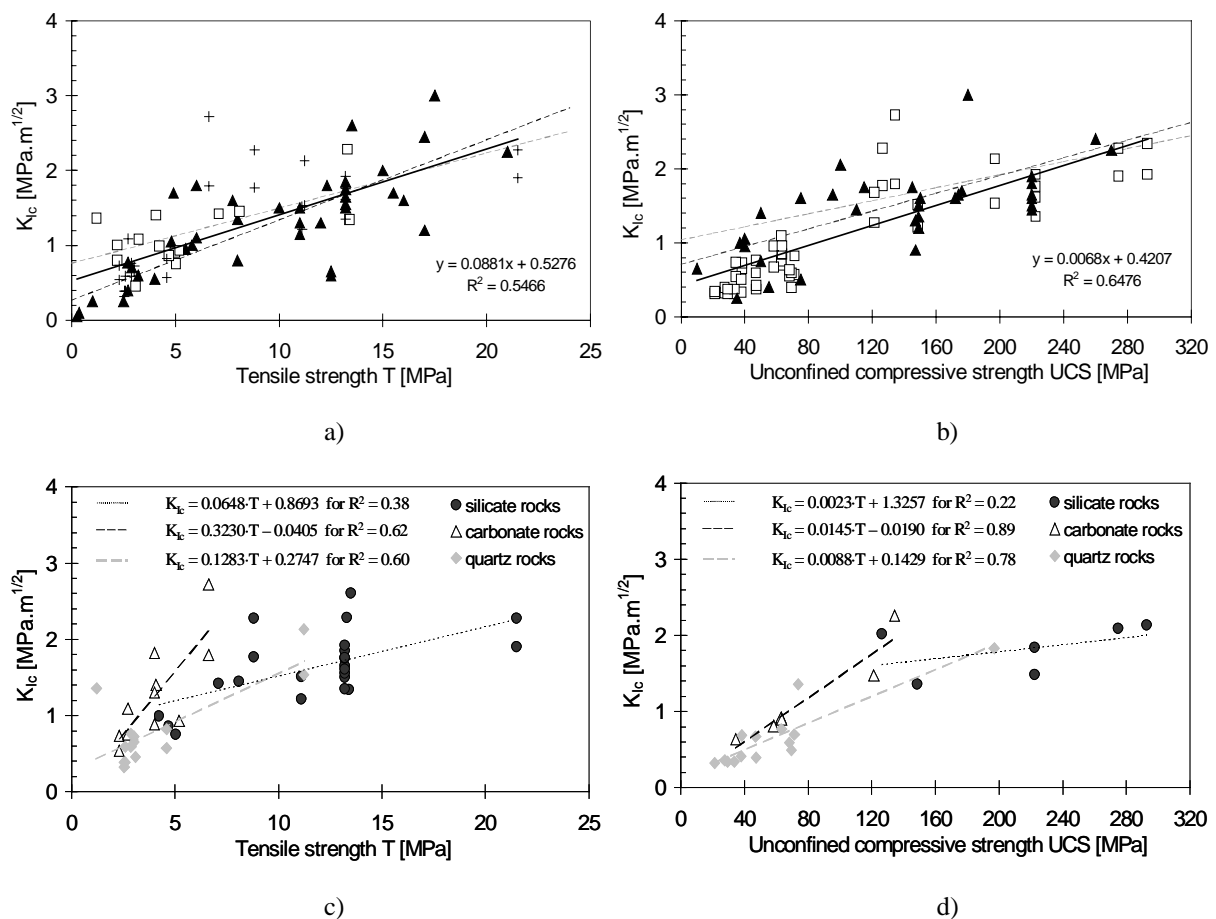 4
3
2
1
0
K_Ic [MPa.m^1/2]
y = 0.0881x + 0.5276
R² = 0.5466
0 5 10 15 20 25
Tensile strength T [MPa]
a)
4
3
2
1
0
K_Ic [MPa.m^1/2]
y = 0.0068x + 0.4207
R² = 0.6476
0 40 80 120 160 200 240 280 320
Unconfined compressive strength UCS [MPa]
b)
K_Ic = 0.0648·T + 0.8693 for R² = 0.38
K_Ic = 0.3230·T − 0.0405 for R² = 0.62
K_Ic = 0.1283·T + 0.2747 for R² = 0.60
silicate rocks
carbonate rocks
quartz rocks
4
3
2
1
0
K_Ic [MPa.m^1/2]
0 5 10 15 20 25
Tensile strength T [MPa]
c)
K_Ic = 0.0023·T + 1.3257 for R² = 0.22
K_Ic = 0.0145·T − 0.0190 for R² = 0.89
K_Ic = 0.0088·T + 0.1429 for R² = 0.78
silicate rocks
carbonate rocks
quartz rocks
4
3
2
1
0
K_Ic [MPa.m^1/2]
0 40 80 120 160 200 240 280 320
Unconfined compressive strength UCS [MPa]
d)